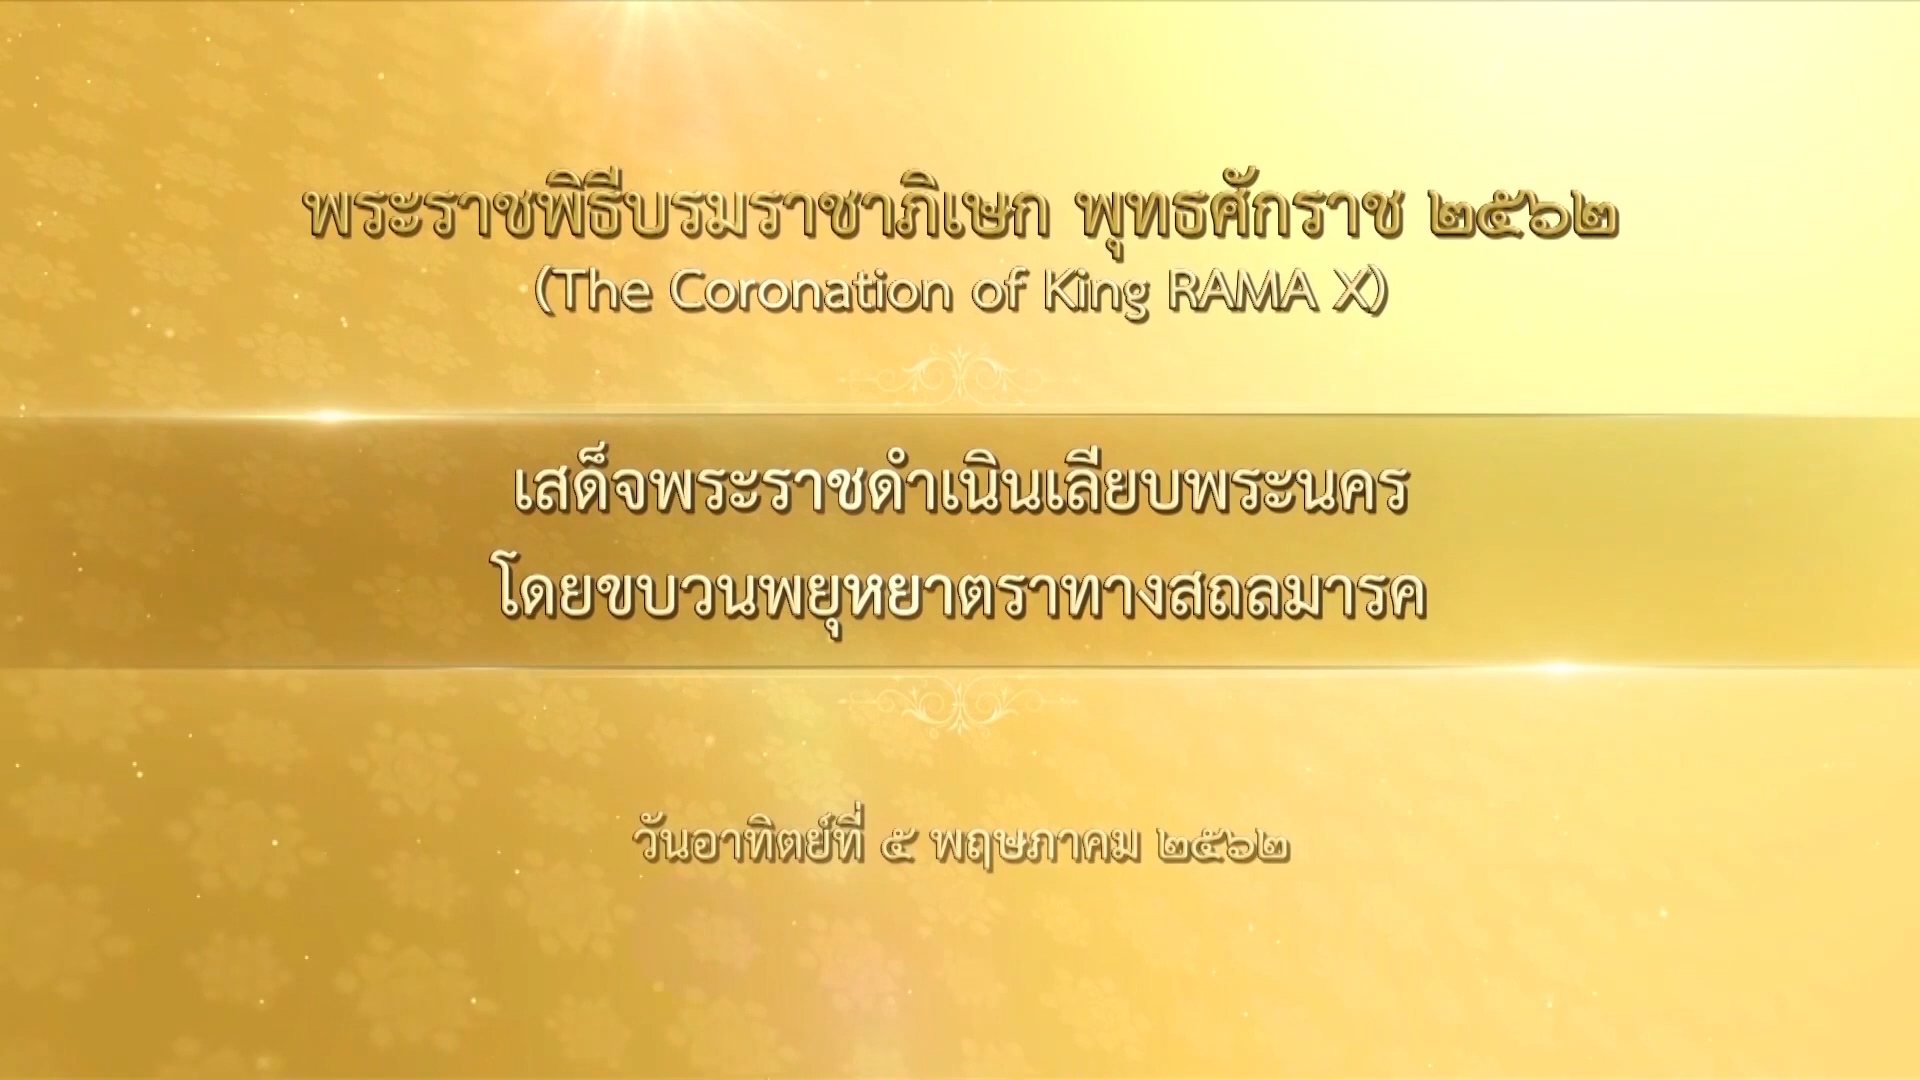 พระราชพิธีบรมราชาภิเษก พุทธศักราช ๒๕๖๒
(The Coronation of King RAMA X)
เสด็จพระราชดำเนินเลียบพระนคร
โดยขบวนพยุหยาตราทางสถลมารค
วันอาทิตย์ที่ ๕ พฤษภาคม ๒๕๖๒